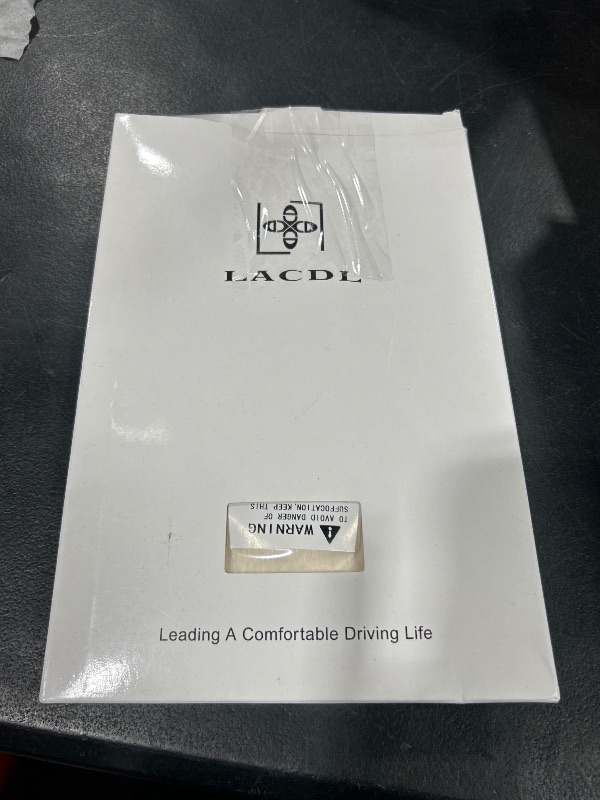 LACDL
WARNING
TO AVOID DANGER OF
SUFFOCATION, KEEP THIS
Leading A Comfortable Driving Life